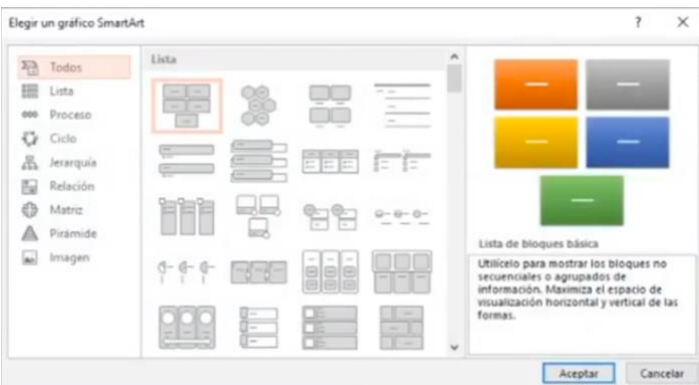 Elegir un gráfico SmartArt
?
Todos
Lista
Proceso
Ciclo
Jerarquía
Relación
Matriz
Pirámide
Imagen
Lista
Lista de bloques básica
Utilícelo para mostrar los bloques no
secuenciales o agrupados de
información. Maximiza el espacio de
visualización horizontal y vertical de las
formas.
Aceptar
Cancelar